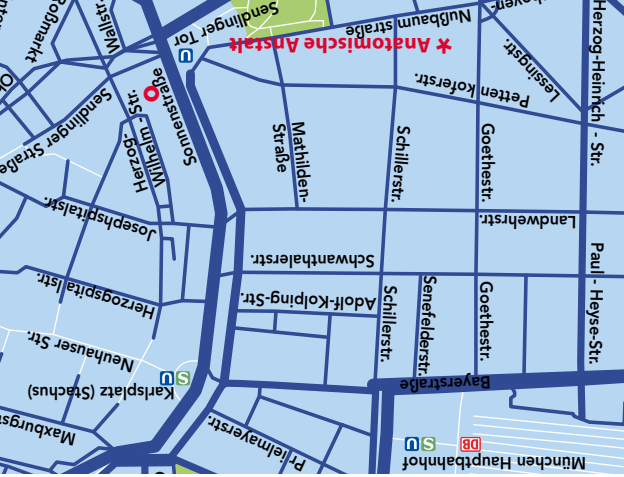 München Hauptbahnhof
DB
S U
Prielmayerstr.
Maxburgstr
Karlsplatz (Stachus)
S U
Bayerstraße
Neuhauser Str.
Paul - Heyse-Str.
Goethestr.
Senefelderstr.
Schillerstr.
Adolf-Kolping-Str.
Herzogspitalstr.
Schwanthalerstr.
Landwehrstr.
Josephspitalstr.
Herzog-Heinrich - Str.
Goethestr.
Schillerstr.
Mathilden-
Straße
Herzog-
Wilhelm-
Str.
Sonnenstraße
Sendlinger Straße
Pettenkoferstr.
Lessingstr.
U
Anatomische Anstalt
Nußbaumstraße
Sendlinger Tor
Sendlinger
Wallstr.
Roßmarkt